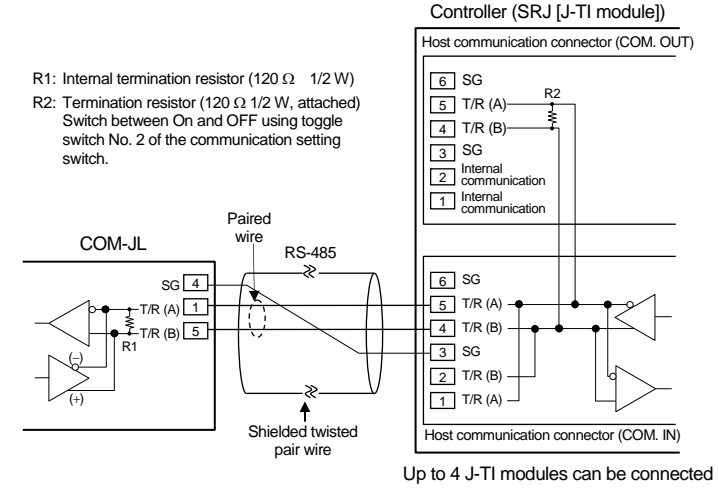 Controller (SRJ [J-TI module])
Host communication connector (COM. OUT)
R1: Internal termination resistor (120 Ω 1/2 W)
R2: Termination resistor (120 Ω 1/2 W, attached)
Switch between On and OFF using toggle
switch No. 2 of the communication setting
switch.
6 SG
5 T/R (A)
R2
4 T/R (B)
3 SG
2 Internal
communication
1 Internal
communication
COM-JL
Paired
wire
RS-485
SG 4
T/R (A) 1
T/R (B) 5
R1
(−)
(+)
6 SG
5 T/R (A)
4 T/R (B)
3 SG
2 T/R (B)
1 T/R (A)
Shielded twisted
pair wire
Host communication connector (COM. IN)
Up to 4 J-TI modules can be connected